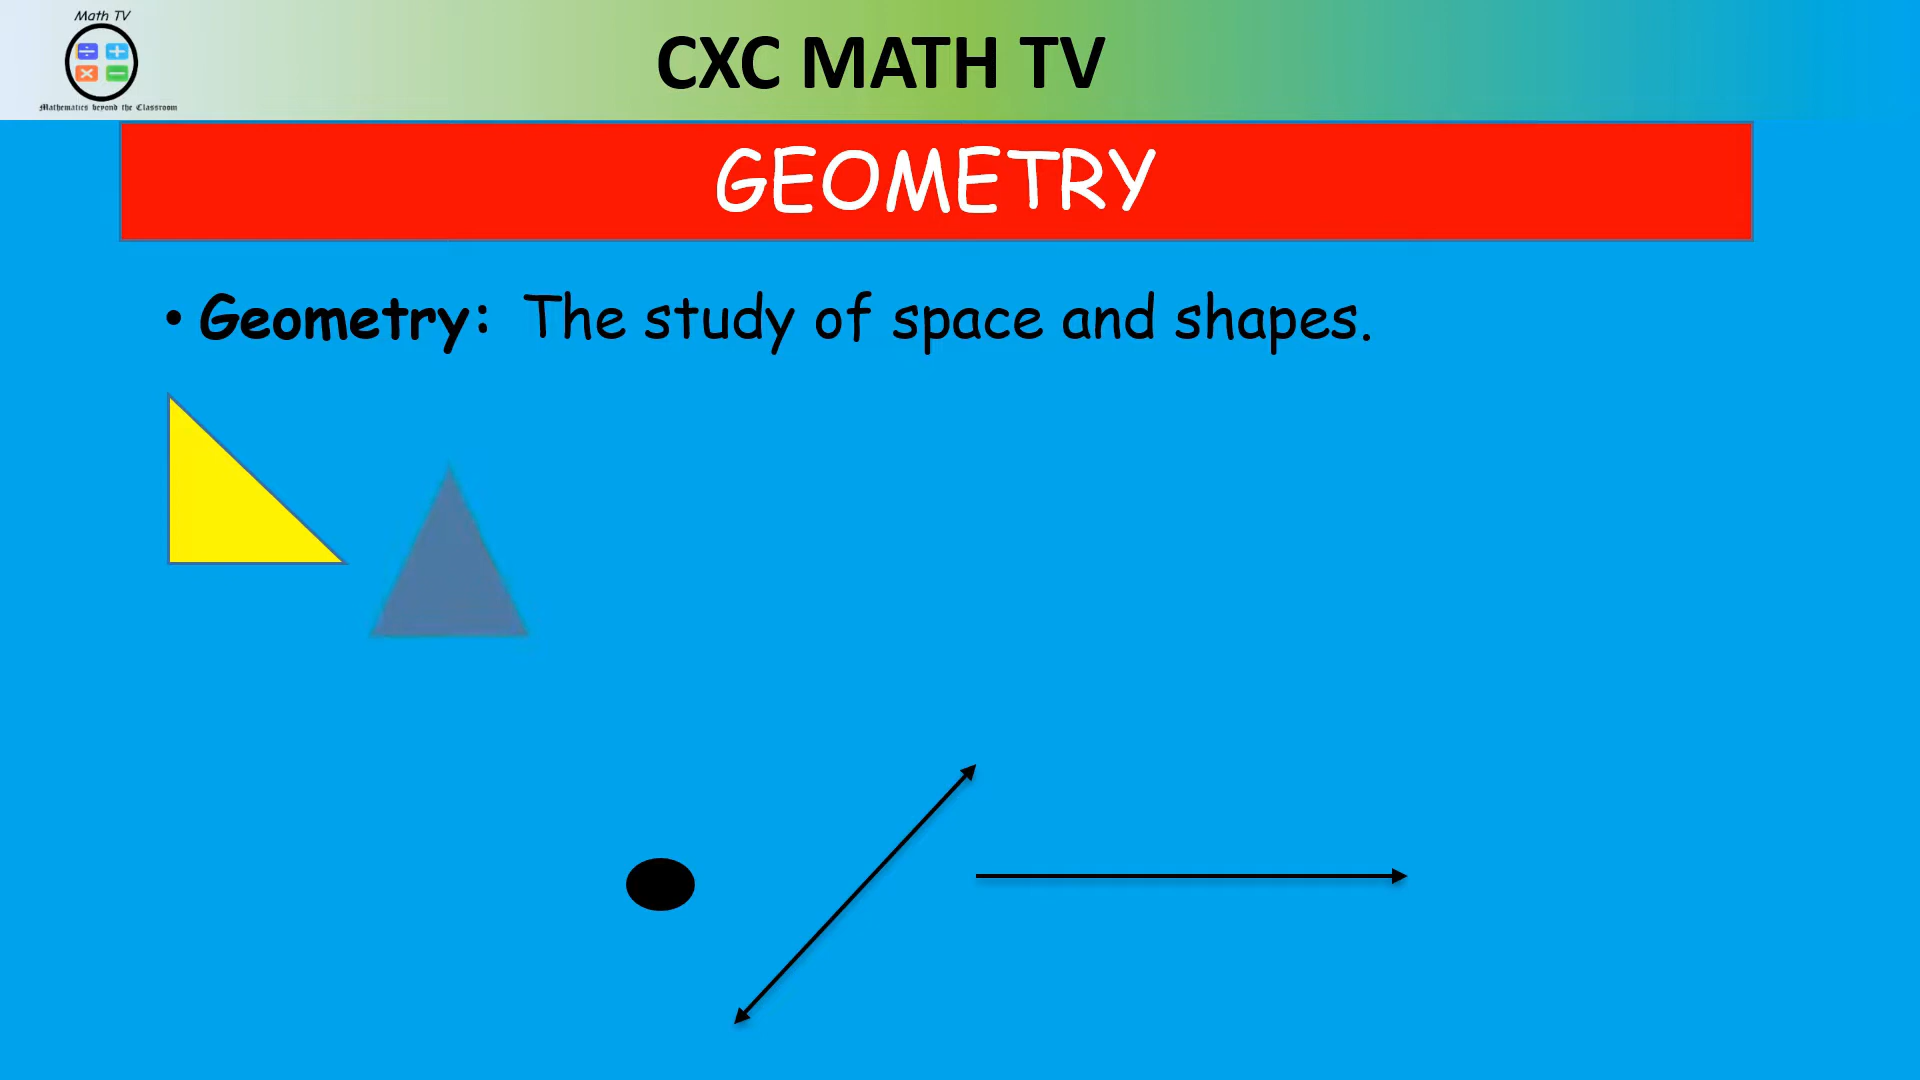 Math TV
Mathematics beyond the Classroom
CXC MATH TV
GEOMETRY
• Geometry: The study of space and shapes.